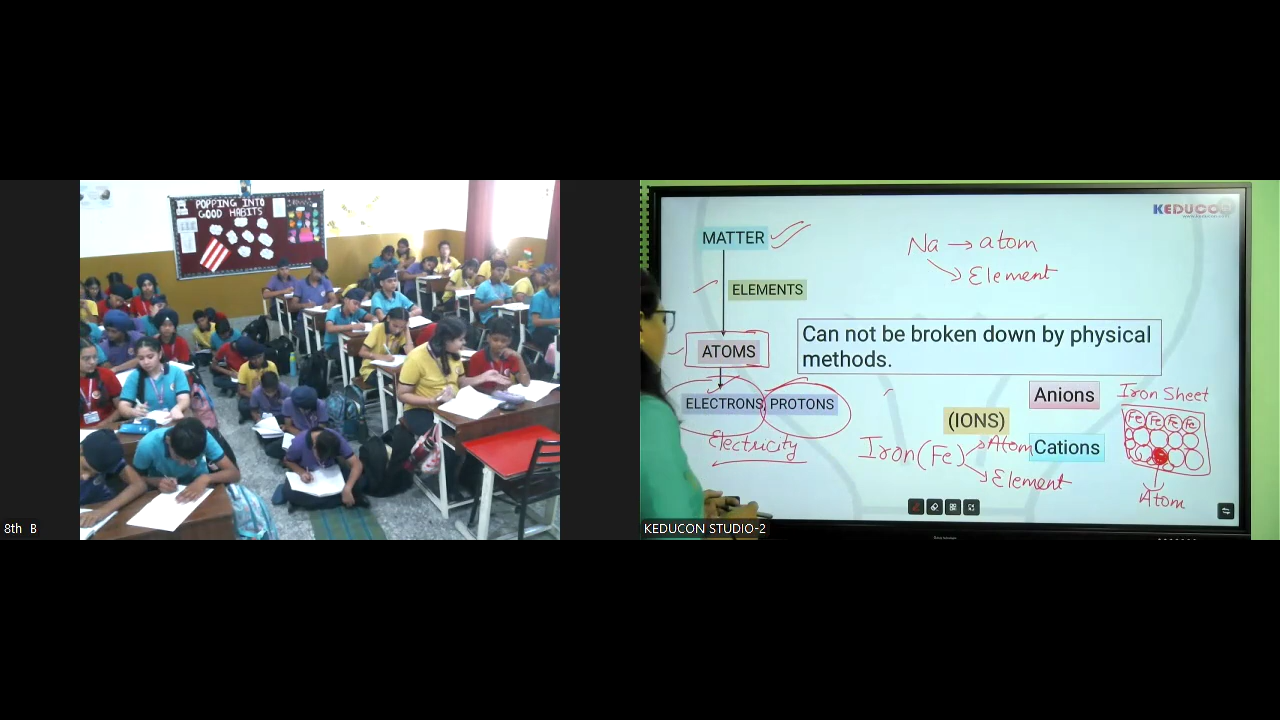 POPPING INTO
GOOD HABITS
8th B
KEDUCON
MATTER
Na → atom
→ Element
ELEMENTS
Can not be broken down by physical
methods.
ATOMS
ELECTRONS PROTONS
Electricity
Anions
(IONS)
Cations
Iron (Fe) → Atom
→ Element
Iron Sheet
Fe Fe Fe Fe
Atom
KEDUCON STUDIO-2